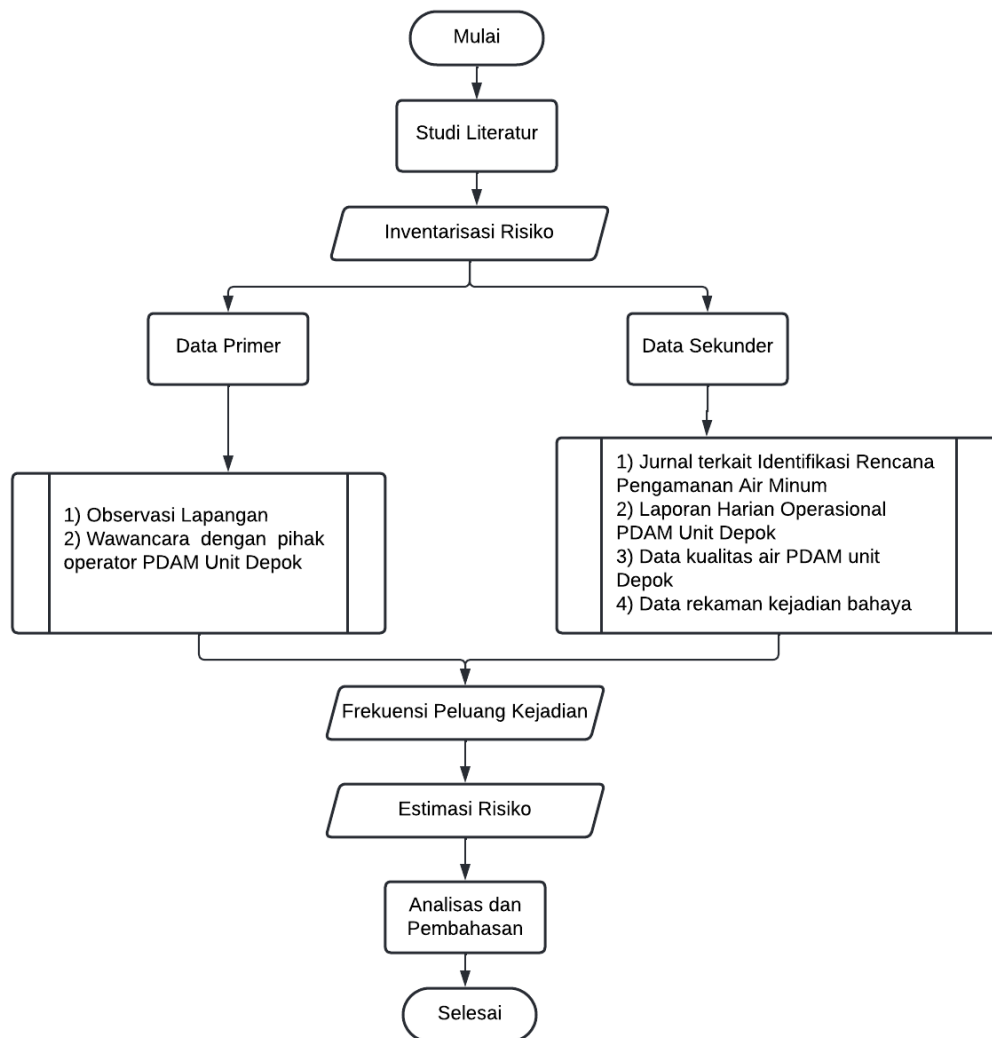 Mulai
Studi Literatur
Inventarisasi Risiko
Data Primer
Data Sekunder
1) Observasi Lapangan
2) Wawancara dengan pihak
operator PDAM Unit Depok
1) Jurnal terkait Identifikasi Rencana
Pengamanan Air Minum
2) Laporan Harian Operasional
PDAM Unit Depok
3) Data kualitas air PDAM unit
Depok
4) Data rekaman kejadian bahaya
Frekuensi Peluang Kejadian
Estimasi Risiko
Analisas dan
Pembahasan
Selesai